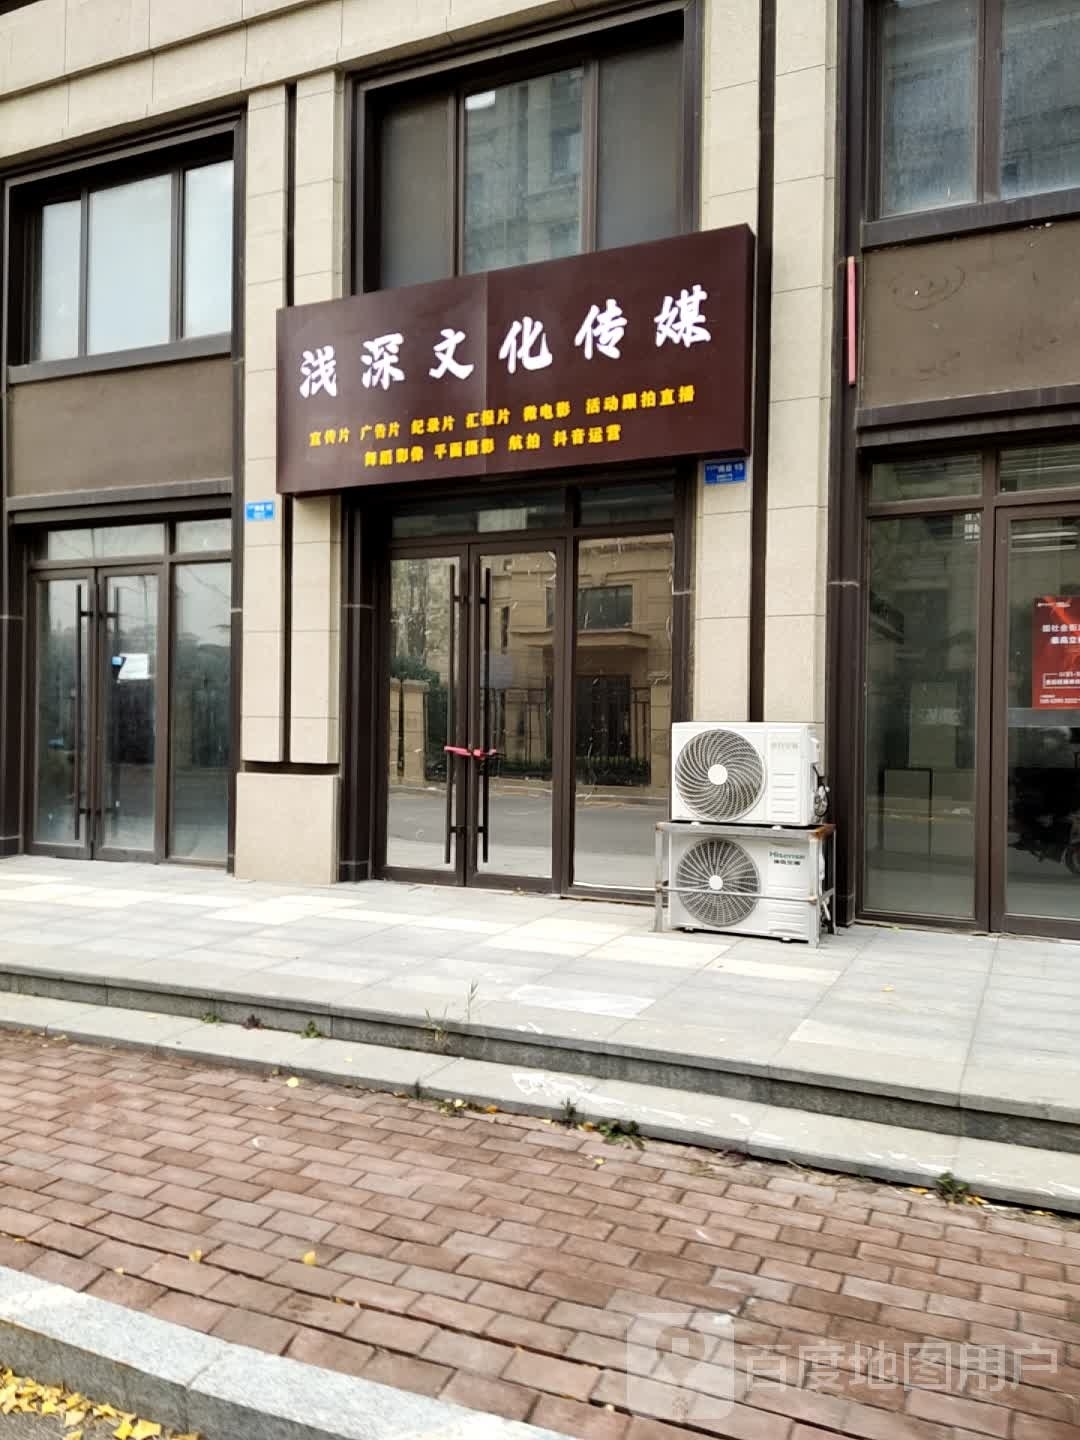 浅深文化传媒
宣传片 广告片 纪录片 汇报片 微电影 活动跟拍直播
舞蹈影像 平面摄影 航拍 抖音运营
Hisense
百度地图用户